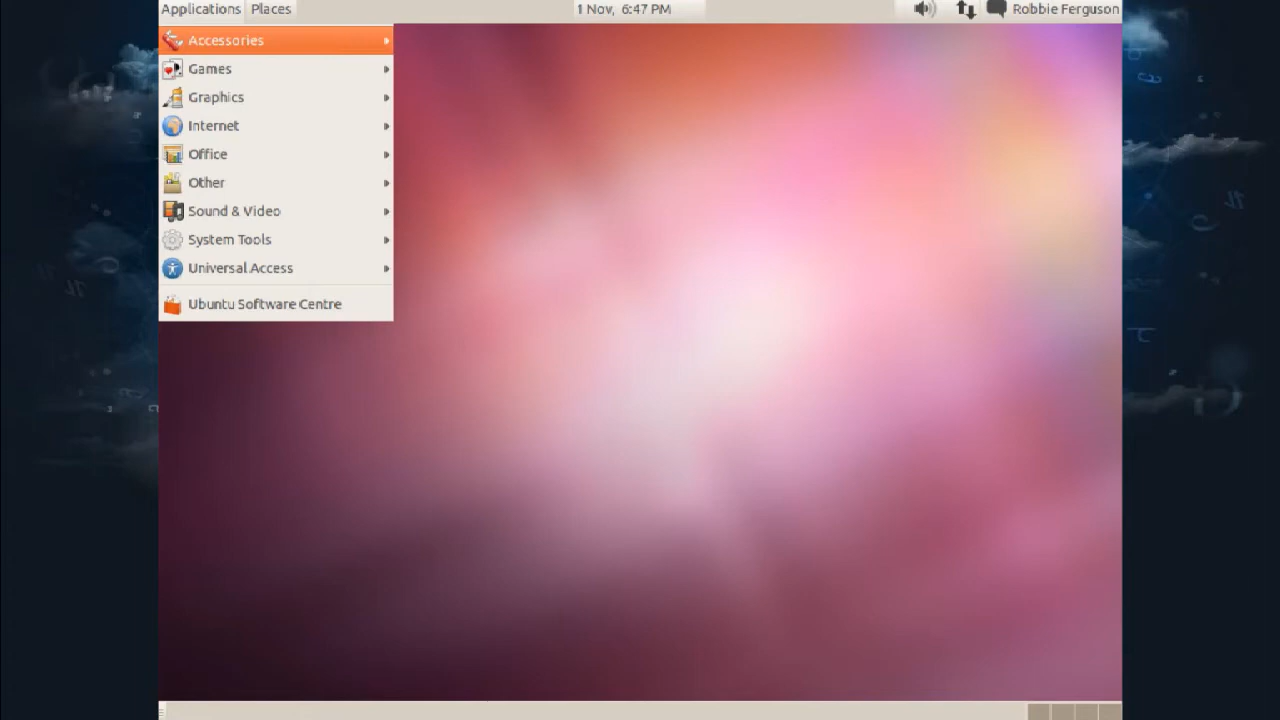 Applications Places 1 Nov, 6:47 PM Robbie Ferguson
Accessories
Games
Graphics
Internet
Office
Other
Sound & Video
System Tools
Universal Access
Ubuntu Software Centre